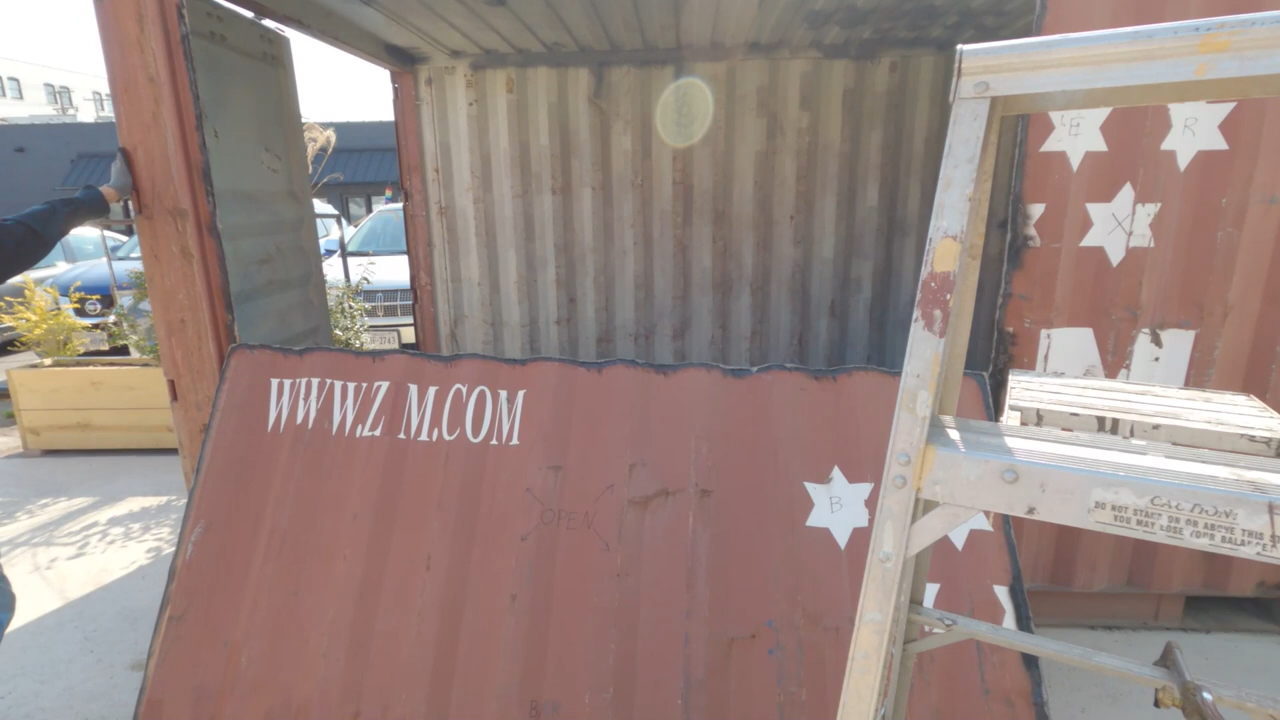 E R
X
WWW.Z M.COM
B
OPEN
CAUTION:
DO NOT STAND ON OR ABOVE THIS
YOU MAY LOSE YOUR BALANCE.